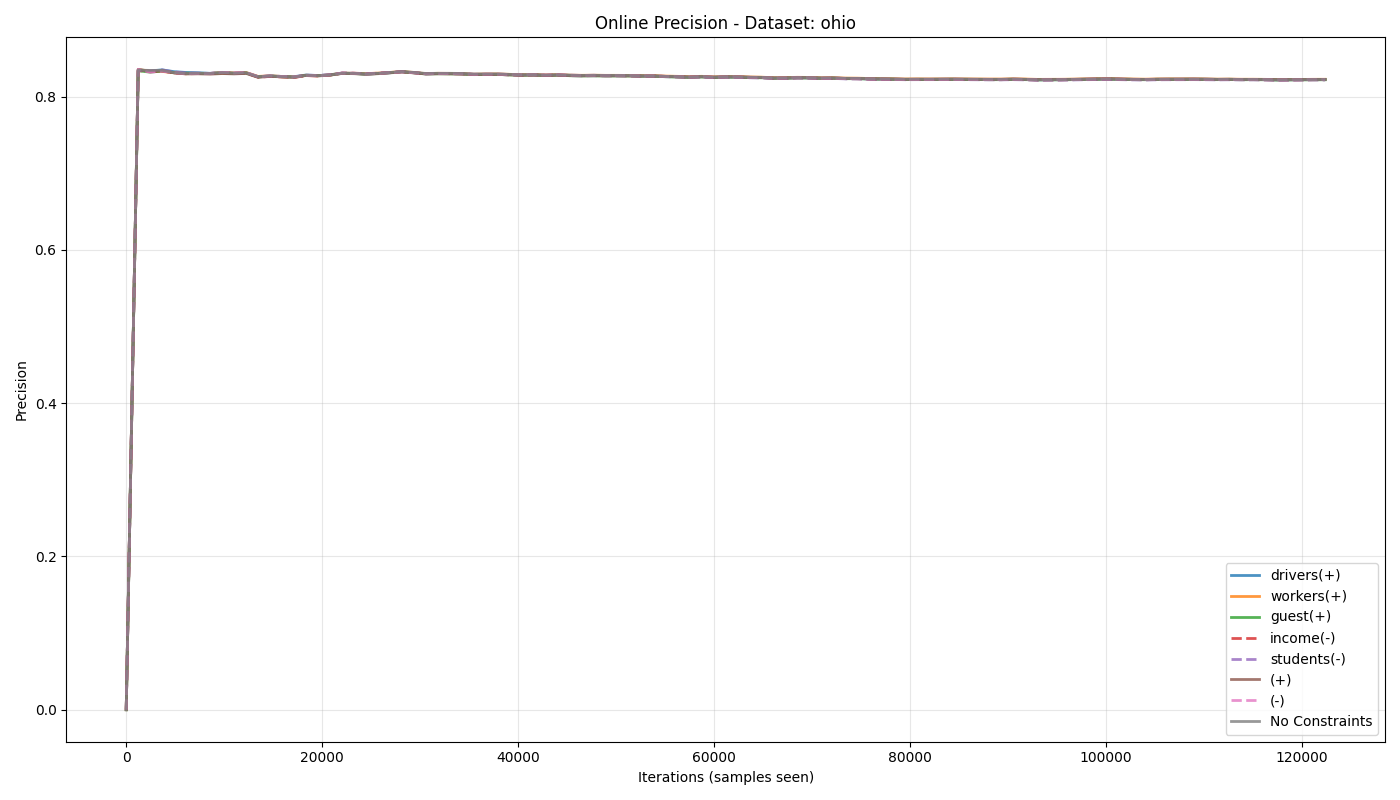 Online Precision - Dataset: ohio
Precision
0.8
0.6
0.4
0.2
0.0
drivers(+)
workers(+)
guest(+)
income(-)
students(-)
(+)
(-)
No Constraints
0 20000 40000 60000 80000 100000 120000
Iterations (samples seen)